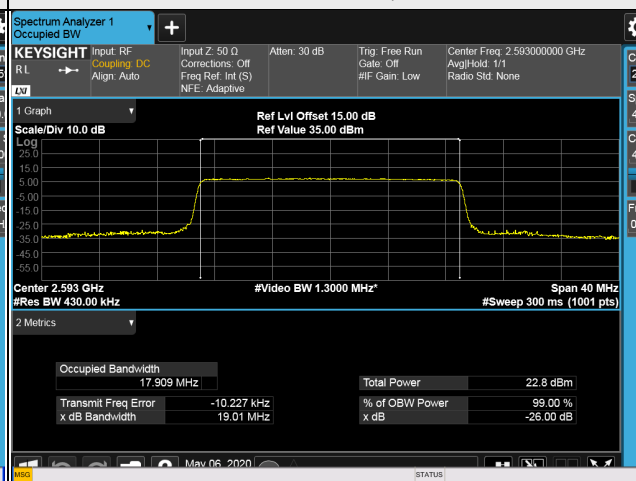 Spectrum Analyzer 1
Occupied BW
KEYSIGHT
R L
LXI
Input: RF
Coupling: DC
Align: Auto
Input Z: 50 Ω
Corrections: Off
Freq Ref: Int (S)
NFE: Adaptive
Atten: 30 dB
Trig: Free Run
Gate: Off
#IF Gain: Low
Center Freq: 2.593000000 GHz
Avg|Hold: 1/1
Radio Std: None
1 Graph
Scale/Div 10.0 dB
Ref Lvl Offset 15.00 dB
Ref Value 35.00 dBm
Log
25.0
15.0
5.00
-5.00
-15.0
-25.0
-35.0
-45.0
-55.0
Center 2.593 GHz
#Video BW 1.3000 MHz*
Span 40 MHz
#Res BW 430.00 kHz
#Sweep 300 ms (1001 pts)
2 Metrics
Occupied Bandwidth
17.909 MHz
Total Power 22.8 dBm
Transmit Freq Error -10.227 kHz
% of OBW Power 99.00 %
x dB Bandwidth 19.01 MHz
x dB -26.00 dB
May 06, 2020
MSG
STATUS